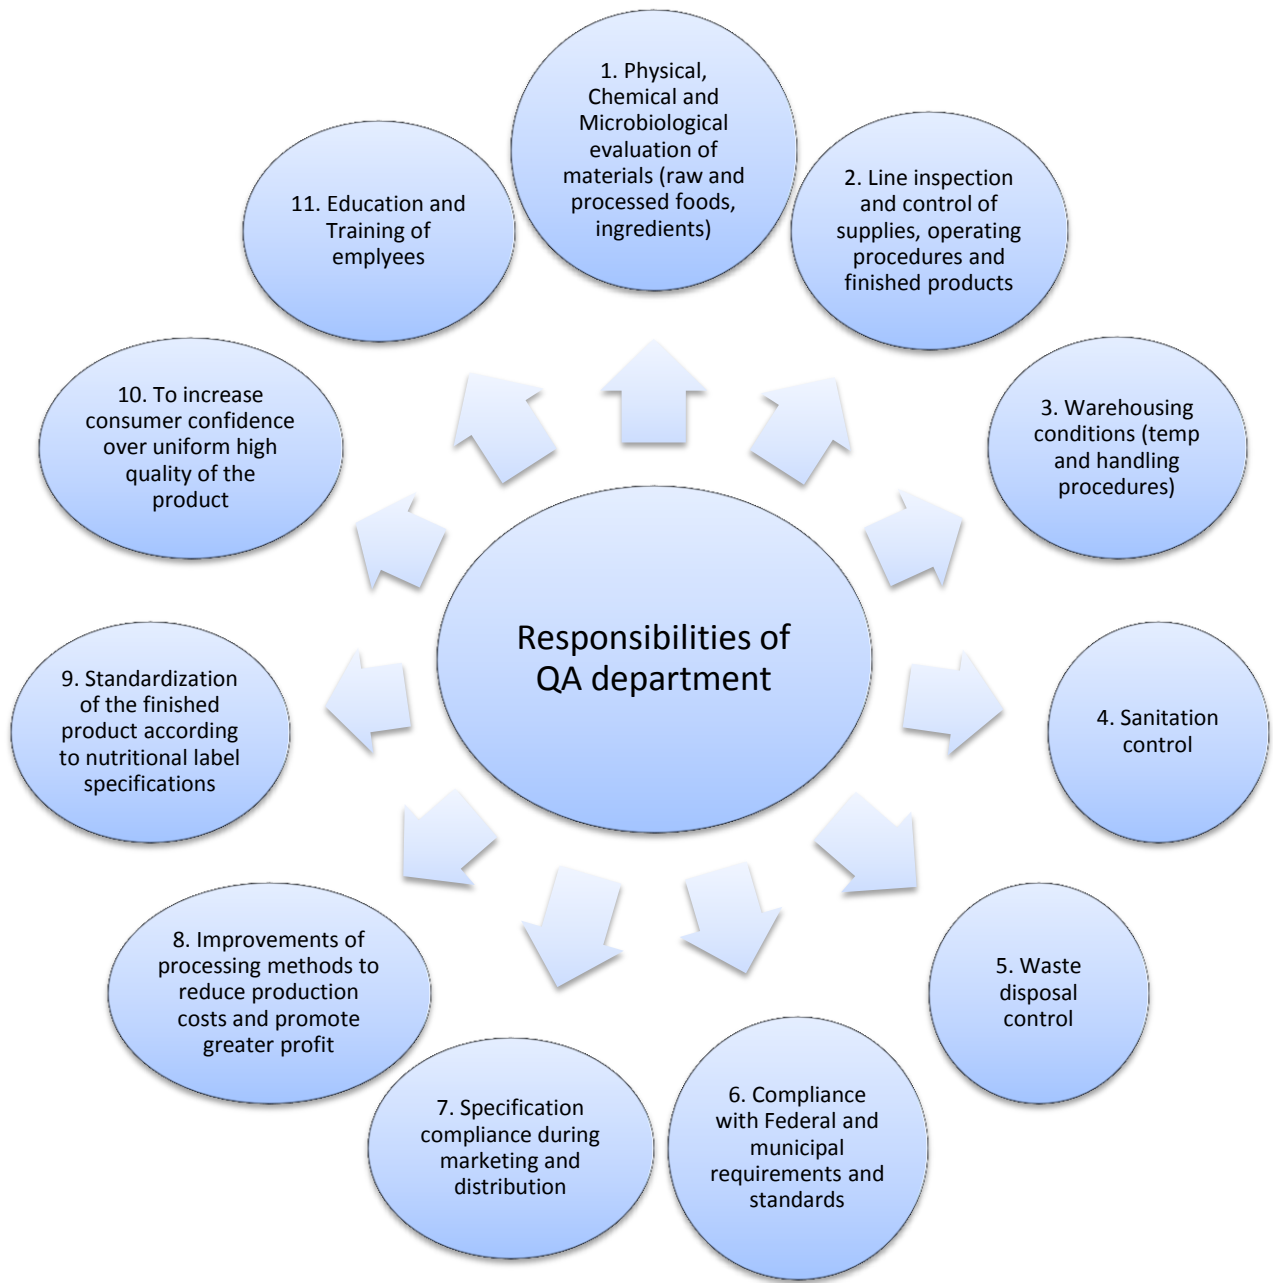 1. Physical,
Chemical and
Microbiological
evaluation of
materials (raw and
processed foods,
ingredients)
2. Line inspection
and control of
supplies, operating
procedures and
finished products
3. Warehousing
conditions (temp
and handling
procedures)
4. Sanitation
control
5. Waste
disposal
control
6. Compliance
with Federal and
municipal
requirements and
standards
7. Specification
compliance during
marketing and
distribution
8. Improvements of
processing methods to
reduce production
costs and promote
greater profit
9. Standardization
of the finished
product according
to nutritional label
specifications
10. To increase
consumer confidence
over uniform high
quality of the
product
11. Education and
Training of
emplyees
Responsibilities of
QA department